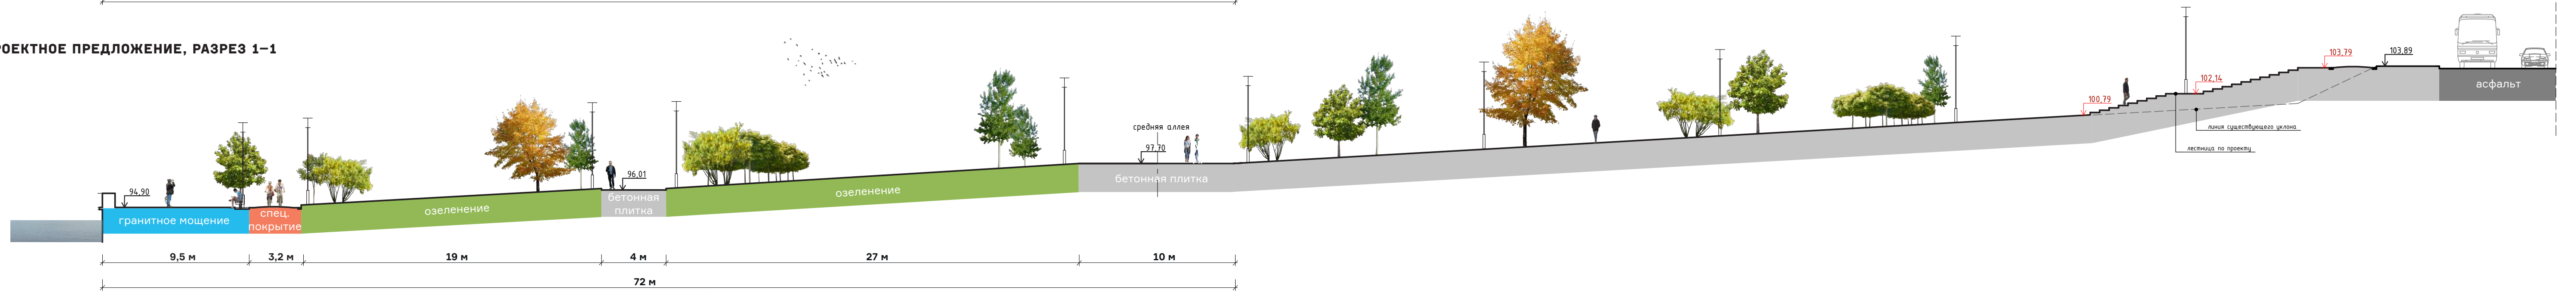 РОЕКТНОЕ ПРЕДЛОЖЕНИЕ, РАЗРЕЗ 1–1
94,90
гранитное мощение
спец.
покрытие
озеленение
96,01
бетонная
плитка
озеленение
средняя аллея
97,70
бетонная плитка
100,79
102,14
103,79
103,89
асфальт
линия существующего уклона
лестница по проекту
9,5 м
3,2 м
19 м
4 м
27 м
10 м
72 м